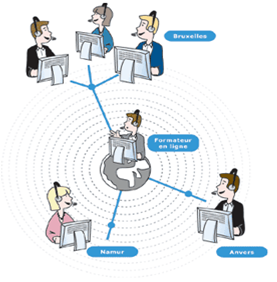 Bruxelles
Formateur
en ligne
Namur
Anvers